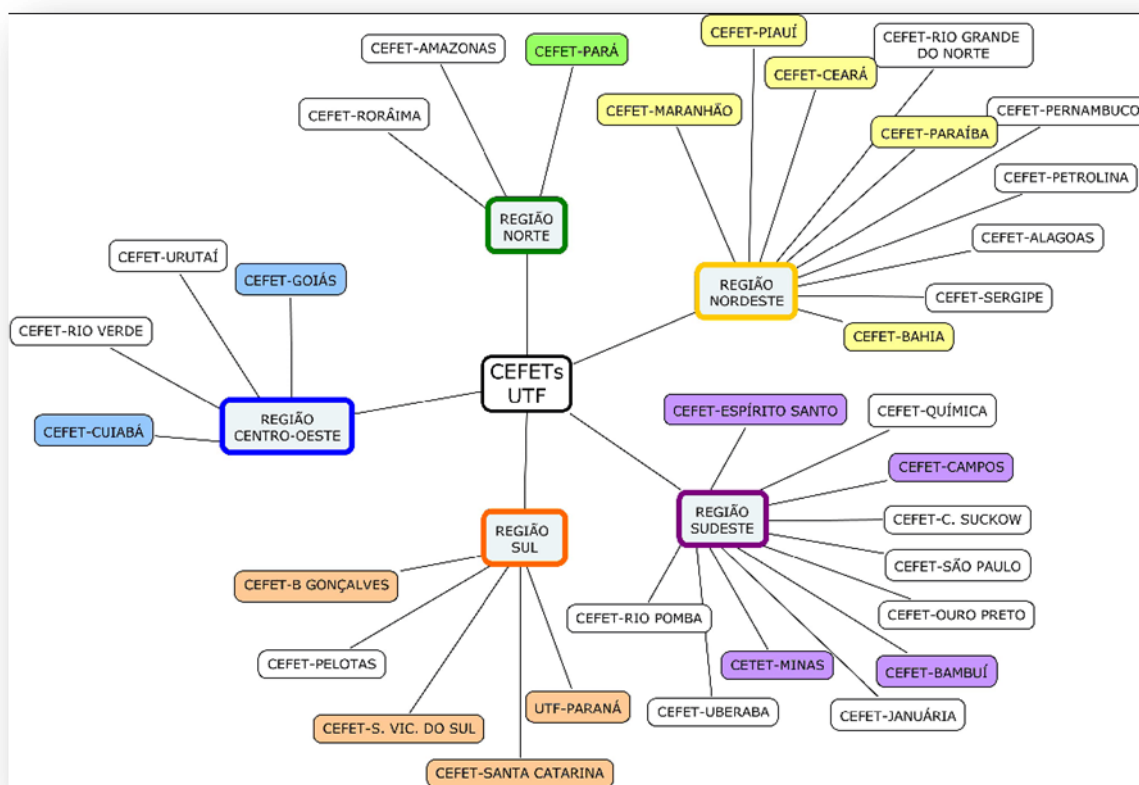 CEFET-AMAZONAS
CEFET-PARÁ
CEFET-RORÂIMA
REGIÃO
NORTE
CEFET-PIAUÍ
CEFET-RIO GRANDE
DO NORTE
CEFET-CEARÁ
CEFET-MARANHÃO
CEFET-PERNAMBUCO
CEFET-PARAÍBA
CEFET-PETROLINA
CEFET-ALAGOAS
CEFET-SERGIPE
CEFET-BAHIA
REGIÃO
NORDESTE
CEFET-URUTAÍ
CEFET-GOIÁS
CEFET-RIO VERDE
CEFET-CUIABÁ
REGIÃO
CENTRO-OESTE
CEFETs
UTF
CEFET-ESPÍRITO SANTO
CEFET-QUÍMICA
CEFET-CAMPOS
REGIÃO
SUDESTE
CEFET-C. SUCKOW
CEFET-SÃO PAULO
CEFET-OURO PRETO
CEFET-RIO POMBA
CETET-MINAS
CEFET-BAMBUÍ
CEFET-UBERABA
CEFET-JANUÁRIA
REGIÃO
SUL
CEFET-B GONÇALVES
CEFET-PELOTAS
UTF-PARANÁ
CEFET-S. VIC. DO SUL
CEFET-SANTA CATARINA